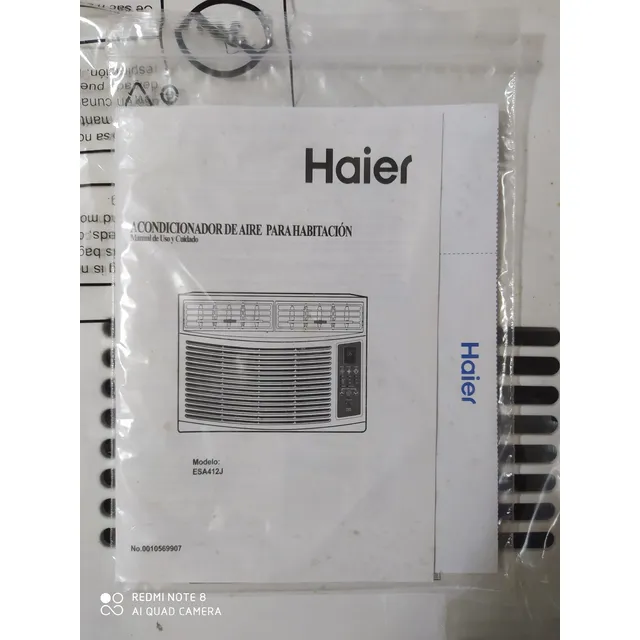 Haier
ACONDICIONADOR DE AIRE PARA HABITACIÓN
Manual de Uso y Cuidado
Haier
Modelo:
ESA412J
No.0010569907
REDMI NOTE 8
AI QUAD CAMERA